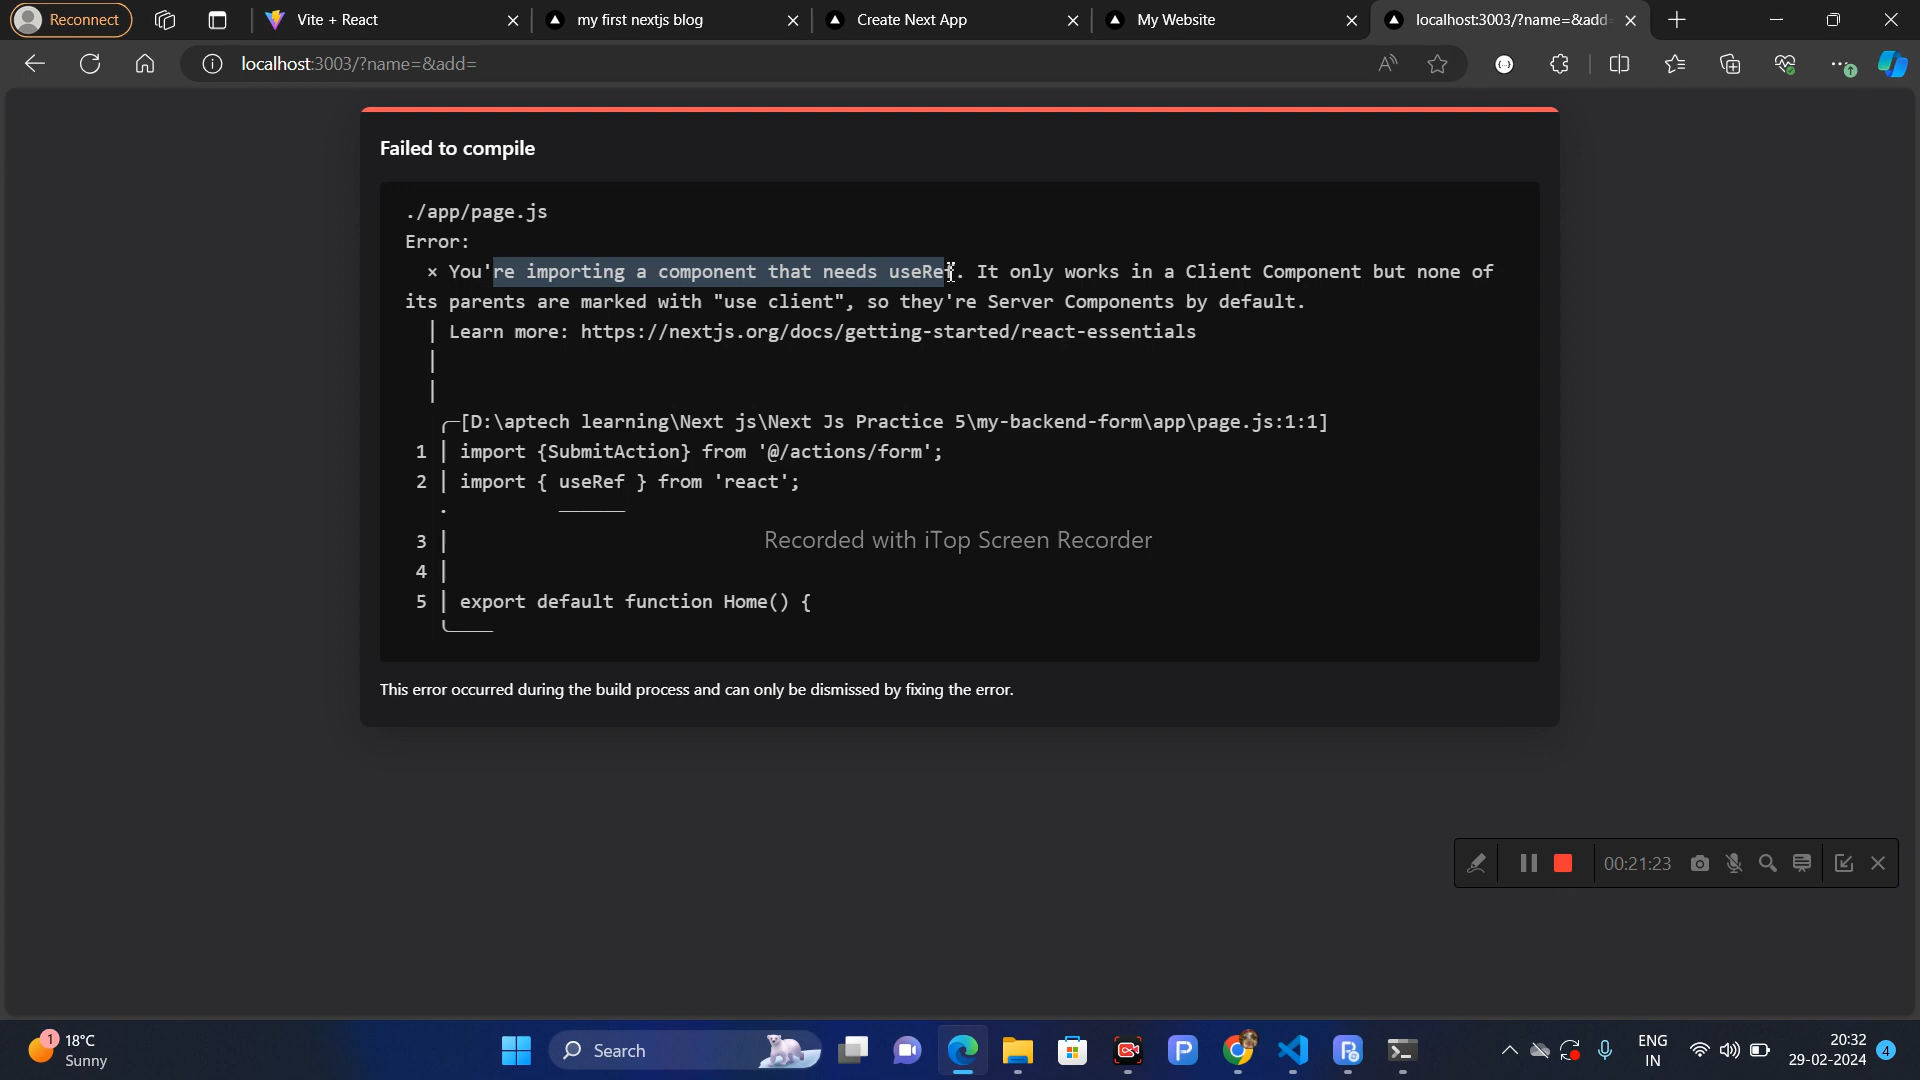 Reconnect
Vite + React
my first nextjs blog
Create Next App
My Website
localhost:3003/?name=&add=
localhost:3003/?name=&add=
Failed to compile
./app/page.js
Error:
× You're importing a component that needs useRef. It only works in a Client Component but none of
its parents are marked with "use client", so they're Server Components by default.
| Learn more: https://nextjs.org/docs/getting-started/react-essentials
|
|
╭─[D:\aptech learning\Next js\Next Js Practice 5\my-backend-form\app\page.js:1:1]
1 | import {SubmitAction} from '@/actions/form';
2 | import { useRef } from 'react';
· ──────
3 |
4 |
5 | export default function Home() {
╰────
Recorded with iTop Screen Recorder
This error occurred during the build process and can only be dismissed by fixing the error.
00:21:23
1
18°C
Sunny
Search
ENG
IN
20:32
29-02-2024
4